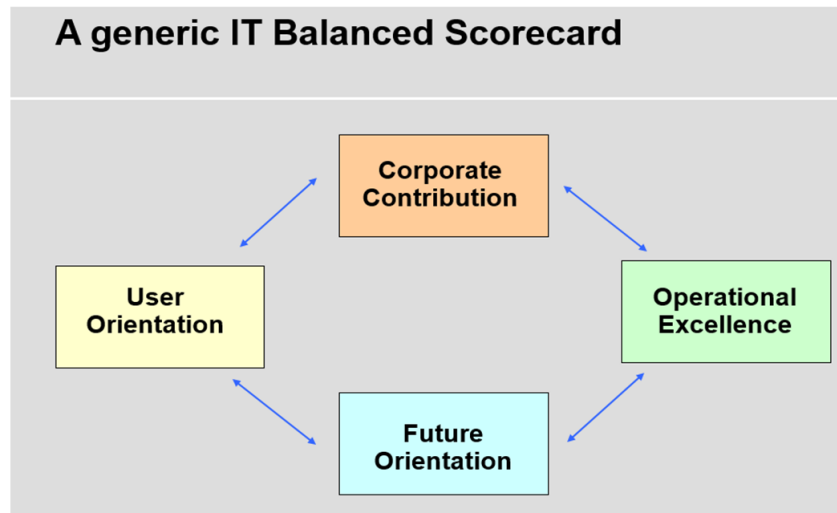 A generic IT Balanced Scorecard
Corporate
Contribution
User
Orientation
Operational
Excellence
Future
Orientation